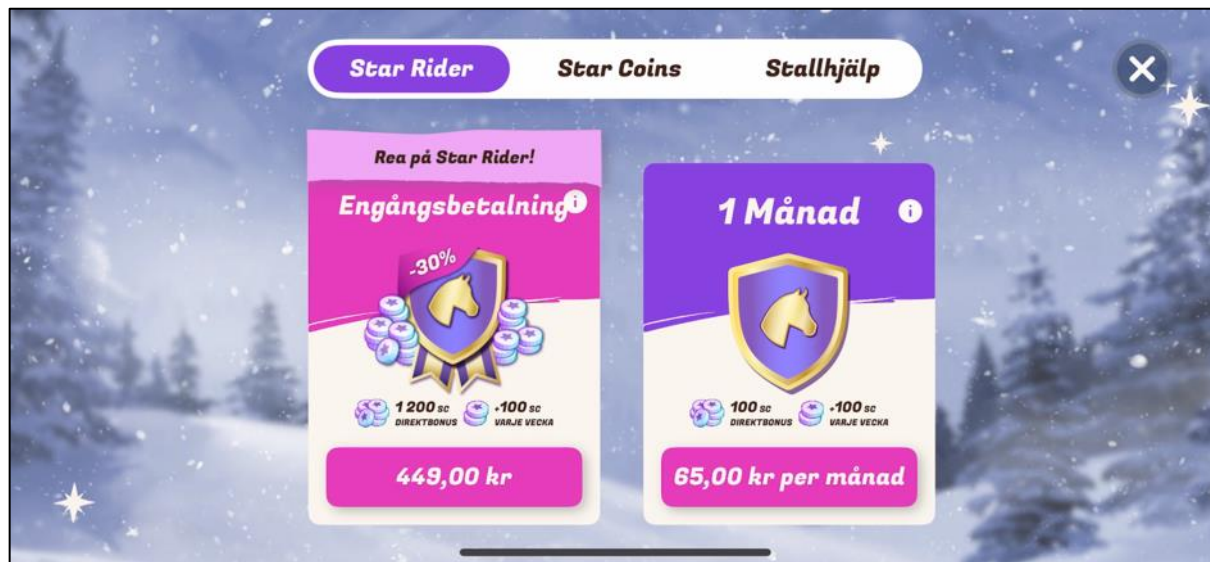 Star Rider
Star Coins
Stallhjälp
Rea på Star Rider!
Engångsbetalning
-30%
1 200 SC
DIREKTBONUS
+100 SC
VARJE VECKA
449,00 kr
1 Månad
100 SC
DIREKTBONUS
+100 SC
VARJE VECKA
65,00 kr per månad